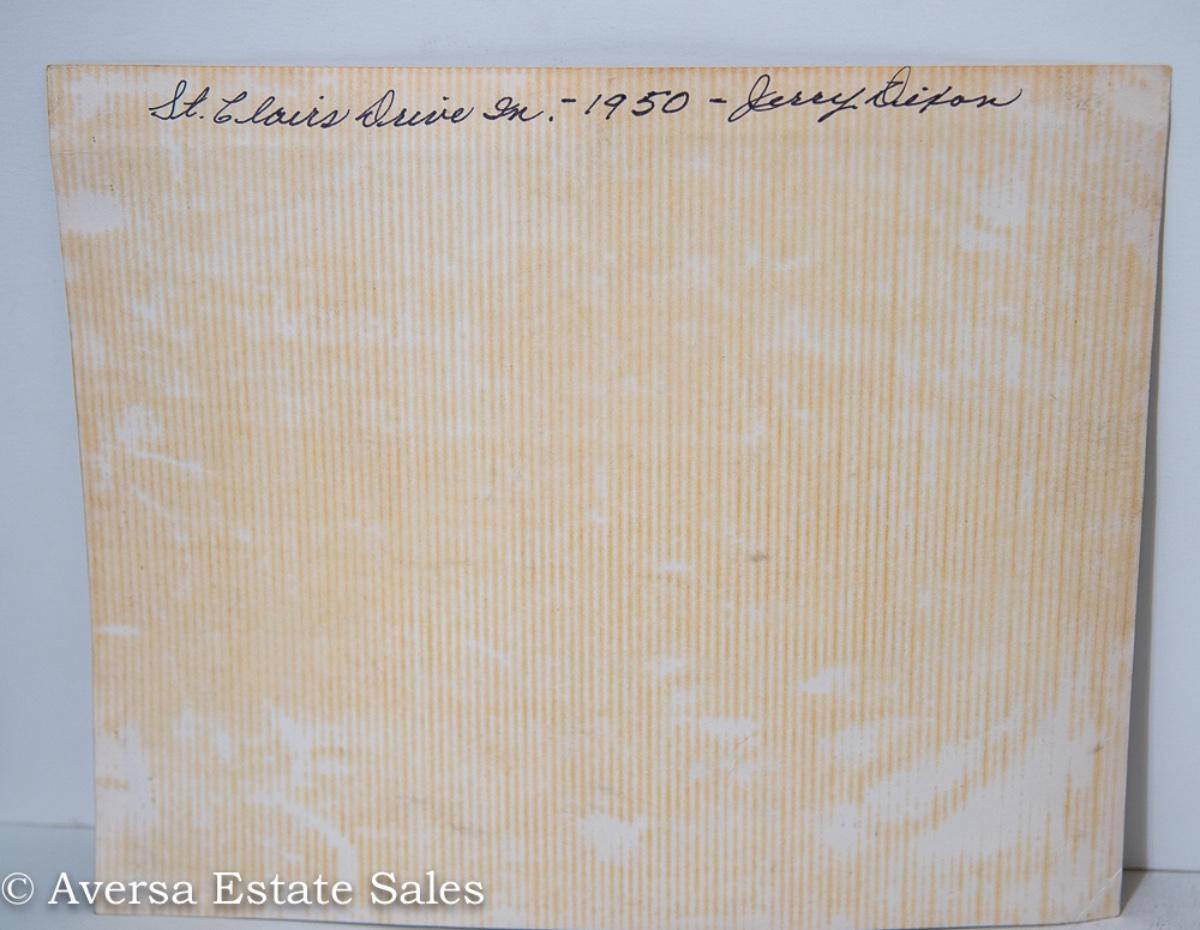 St. Clairs Drive In. - 1950 - Jerry Dixon
© Aversa Estate Sales